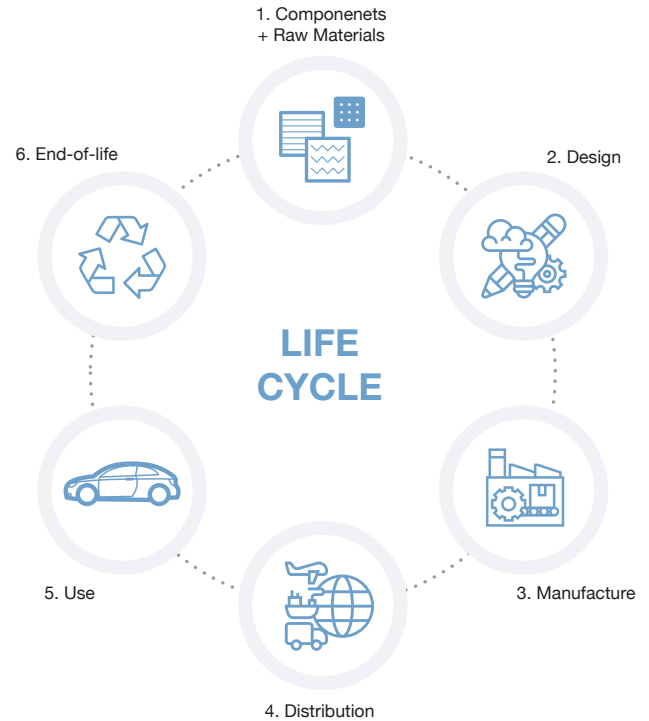 1. Componenets
+ Raw Materials
6. End-of-life
2. Design
LIFE
CYCLE
5. Use
3. Manufacture
4. Distribution